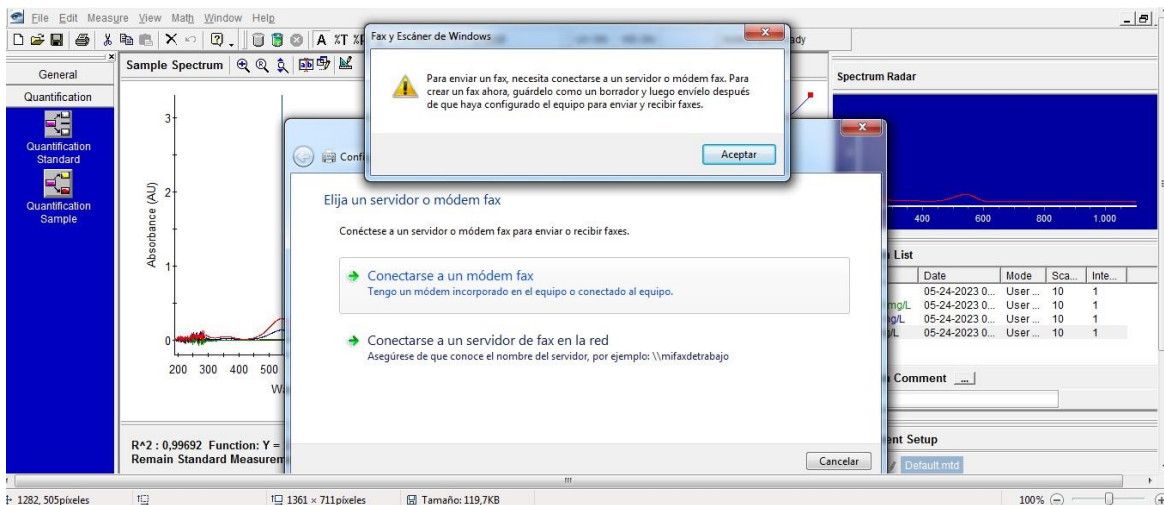 File Edit Measure View Math Window Help
A %T
Sample Spectrum
General
Quantification
Quantification
Standard
Quantification
Sample
3
2
1
0
Absorbance (AU)
200 300 400 500
R^2 : 0,99692 Function: Y =
Fax y Escáner de Windows
Para enviar un fax, necesita conectarse a un servidor o módem fax. Para
crear un fax ahora, guárdelo como un borrador y luego envíelo después
de que haya configurado el equipo para enviar y recibir faxes.
Aceptar
Elija un servidor o módem fax
Conéctese a un servidor o módem fax para enviar o recibir faxes.
Conectarse a un módem fax
Tengo un módem incorporado en el equipo o conectado al equipo.
Conectarse a un servidor de fax en la red
Asegúrese de que conoce el nombre del servidor, por ejemplo: \\mifaxdetrabajo
Cancelar
Spectrum Radar
400 600 800 1.000
List
Date Mode Sca... Inte...
05-24-2023 0... User ... 10 1
mg/L 05-24-2023 0... User ... 10 1
05-24-2023 0... User ... 10 1
05-24-2023 0... User ... 10 1
Comment ...
Setup
Default.mtd
Remain Standard
1282, 505píxeles
1361 × 711píxeles
Tamaño: 119,7KB
100%